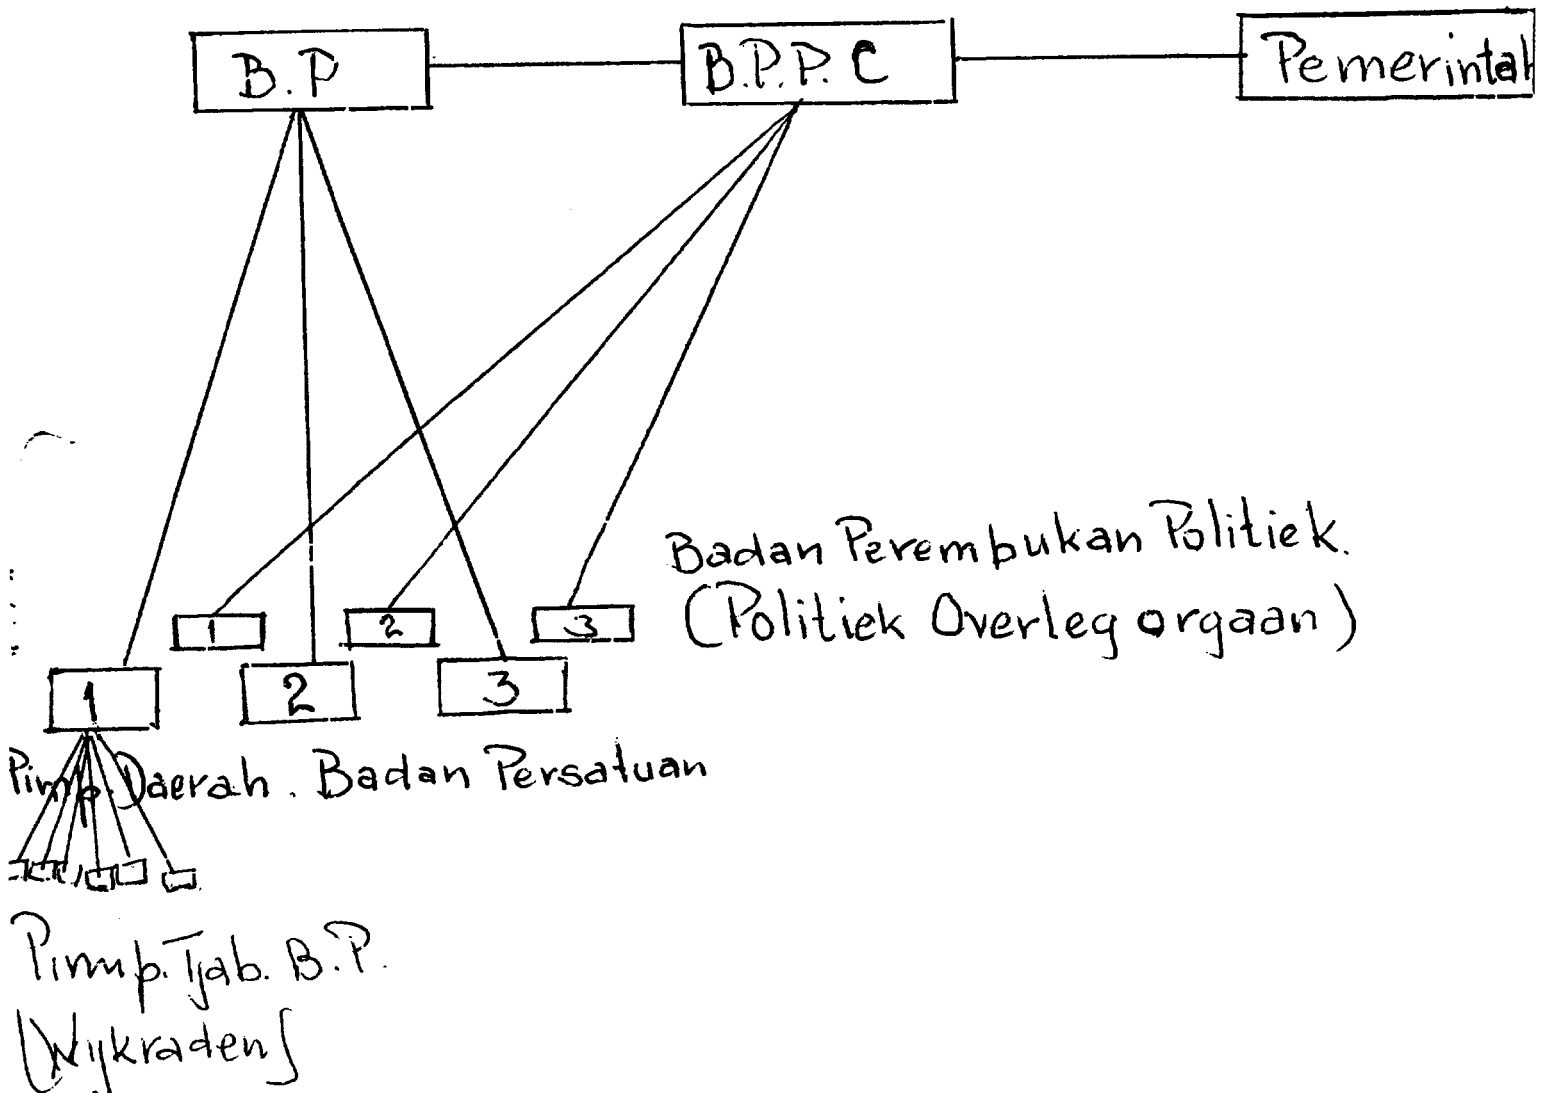 B.P
B.P.P. C
Pemerintah
Badan Perembukan Politiek.
(Politiek Overleg orgaan)
1
2
3
1
2
3
Pimp. Daerah. Badan Persatuan
Pimp. Tjab. B.P.
(Wykraden)